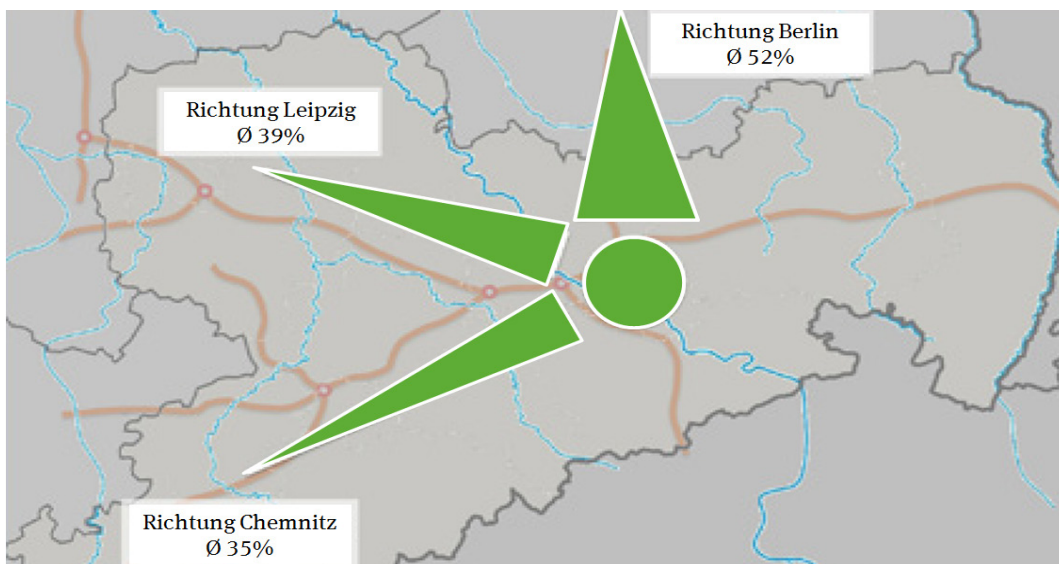 Richtung Berlin
Ø 52%
Richtung Leipzig
Ø 39%
Richtung Chemnitz
Ø 35%